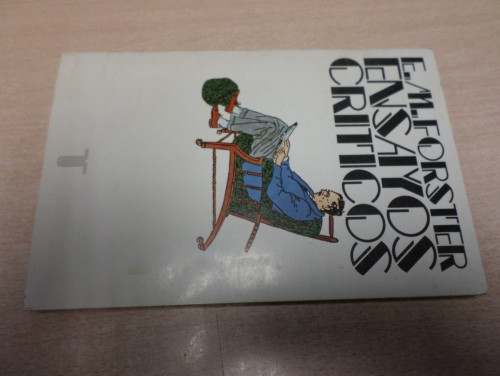 E.M. FORSTER
ENSAYOS
CRITICOS
T